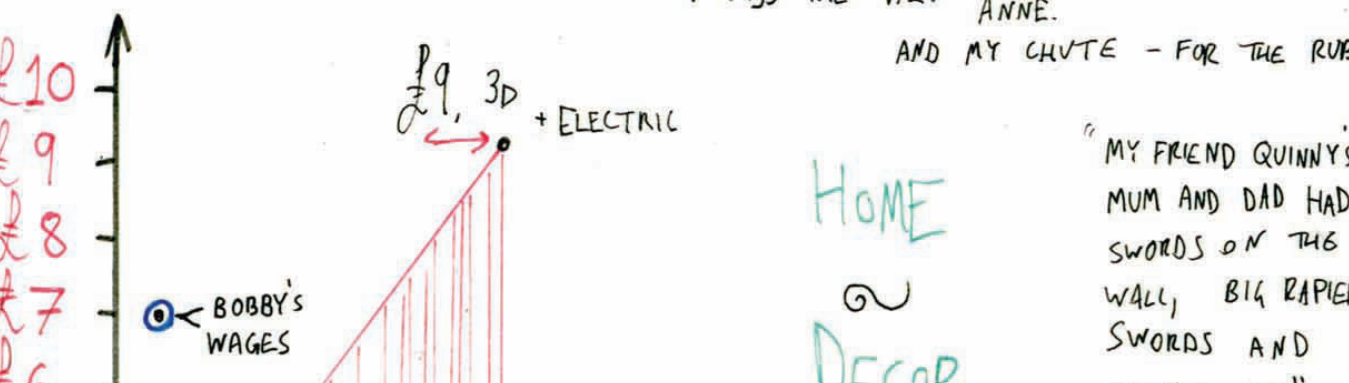 ANNE.
AND MY CHUTE - FOR THE
£10
£9
£8
£7
£9, 3D
+ ELECTRIC
BOBBY'S
WAGES
HOME
DECOR
"MY FRIEND QUINNY'S
MUM AND DAD HAD
SWORDS ON THE
WALL, BIG
SWORDS AND